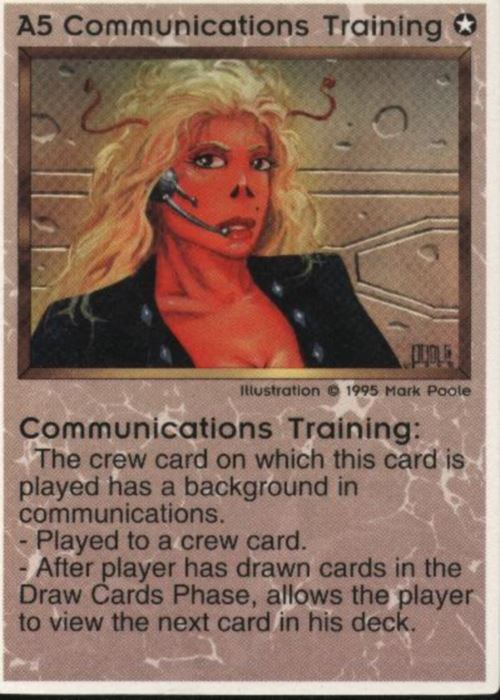 A5 Communications Training
POOLE
Illustration © 1995 Mark Poole
Communications Training:
The crew card on which this card is
played has a background in
communications.
- Played to a crew card.
- After player has drawn cards in the
Draw Cards Phase, allows the player
to view the next card in his deck.